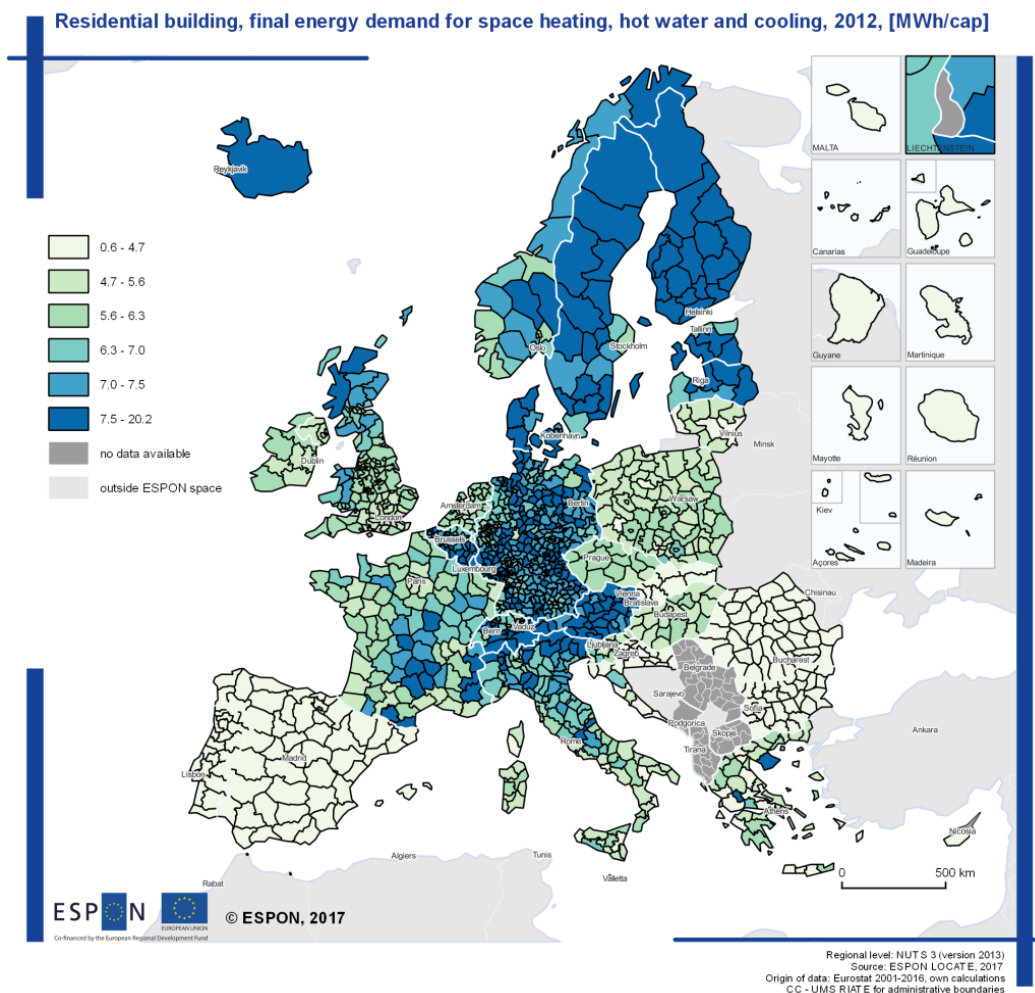 Residential building, final energy demand for space heating, hot water and cooling, 2012, [MWh/cap]
MALTA
LIECHTENSTEIN
Reykjavik
Canarias
Guadeloupe
0.6 - 4.7
4.7 - 5.6
5.6 - 6.3
6.3 - 7.0
7.0 - 7.5
7.5 - 20.2
no data available
outside ESPON space
Helsinki
Tallinn
Oslo
Stockholm
Guyane
Martinique
Riga
Kobenhavn
Vilnius
Minsk
Mayotte
Réunion
Dublin
Amsterdam
Berlin
Warsaw
London
Kiev
Brussels
Prague
Luxembourg
Açores
Madeira
Paris
Vienna
Bratislava
Chisinau
Budapest
Bern
Vaduz
Ljubljana
Zagreb
Belgrade
Bucharest
Sarajevo
Sofia
Podgorica
Skopje
Ankara
Rome
Tirana
Madrid
Lisbon
Athens
Nicosia
Algiers
Tunis
Valletta
Rabat
0
500 km
ESPON
EUROPEAN UNION
Co-financed by the European Regional Development Fund
© ESPON, 2017
Regional level: NUTS 3 (version 2013)
Source: ESPON LOCATE, 2017
Origin of data: Eurostat 2001-2016, own calculations
CC - UMS RIATE for administrative boundaries